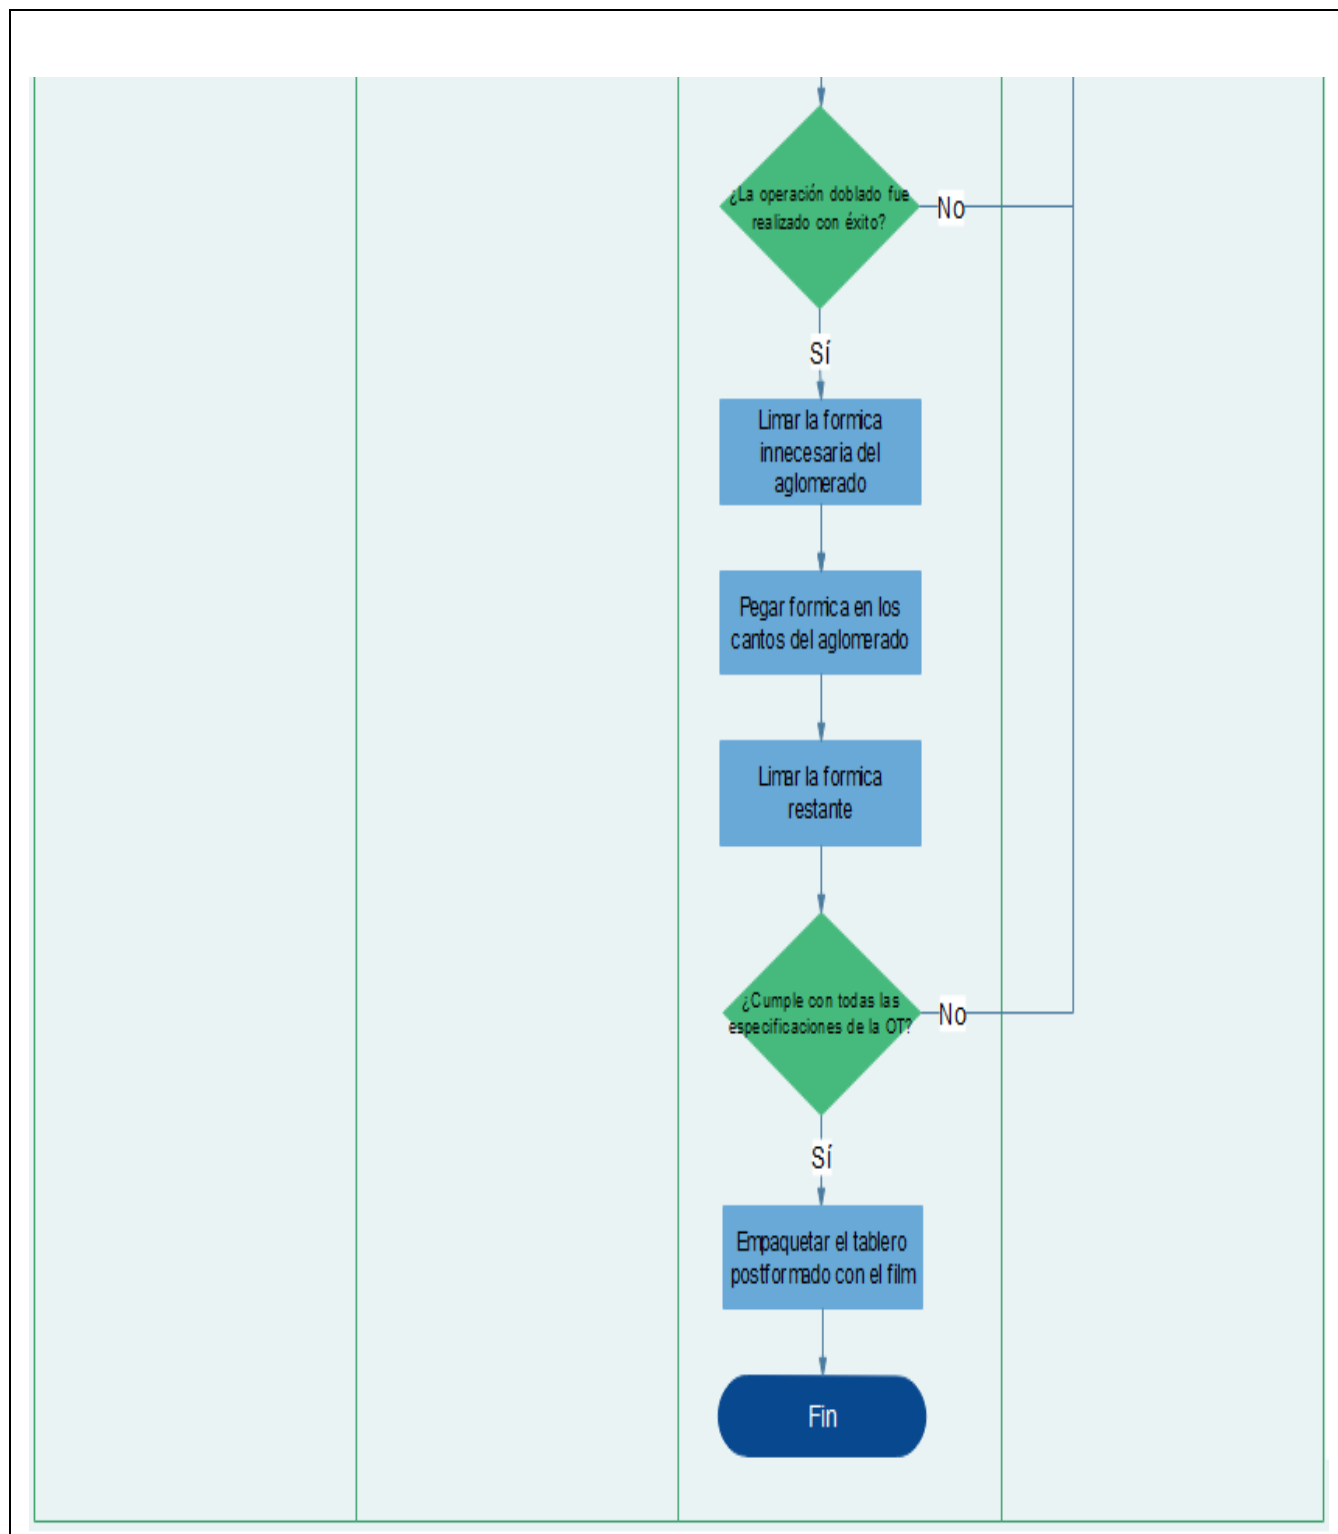 ¿La operación doblado fue
realizado con éxito?
No
Sí
Limar la formica
innecesaria del
aglomerado
Pegar formica en los
cantos del aglomerado
Limar la formica
restante
¿Cumple con todas las
especificaciones de la OT?
No
Sí
Empaquetar el tablero
postformado con el film
Fin